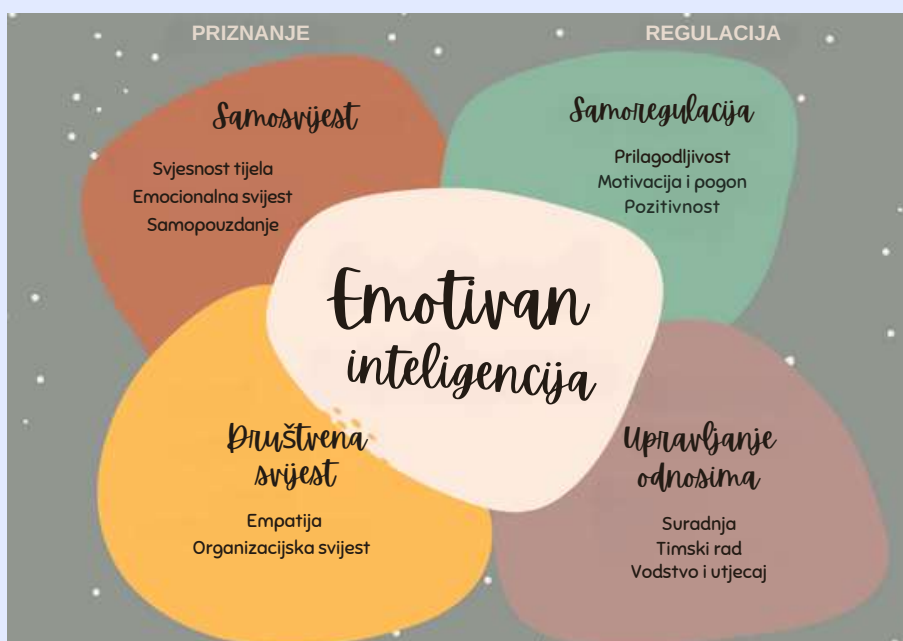 PRIZNANJE
REGULACIJA
Samosvijest
Svjesnost tijela
Emocionalna svijest
Samopouzdanje
Samoregulacija
Prilagodljivost
Motivacija i pogon
Pozitivnost
Emotivan
inteligencija
Društvena
svijest
Empatija
Organizacijska svijest
Upravljanje
odnosima
Suradnja
Timski rad
Vodstvo i utjecaj